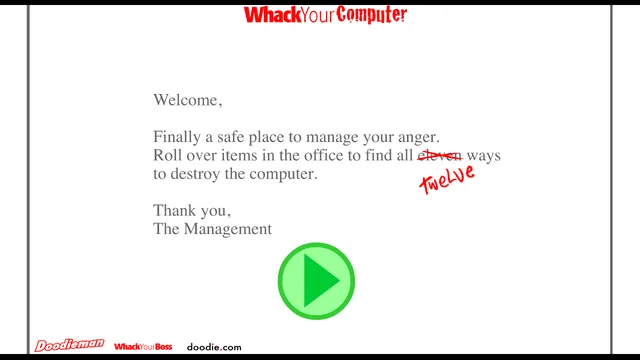 WhackYourComputer
Welcome,
Finally a safe place to manage your anger.
Roll over items in the office to find all eleven ways
twelve
to destroy the computer.
Thank you,
The Management
Doodieman WhackYourBoss doodie.com